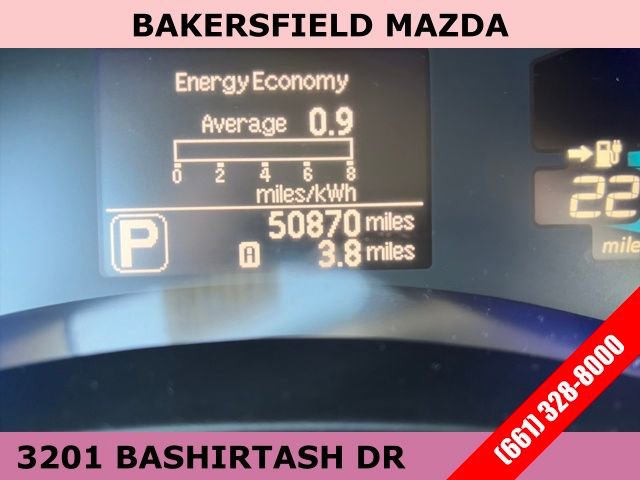 BAKERSFIELD MAZDA
Energy Economy
Average 0.9
0 2 4 6 8
miles/kWh
P
50870 miles
A 3.8 miles
22
mile
(661) 328-8000
3201 BASHIRTASH DR